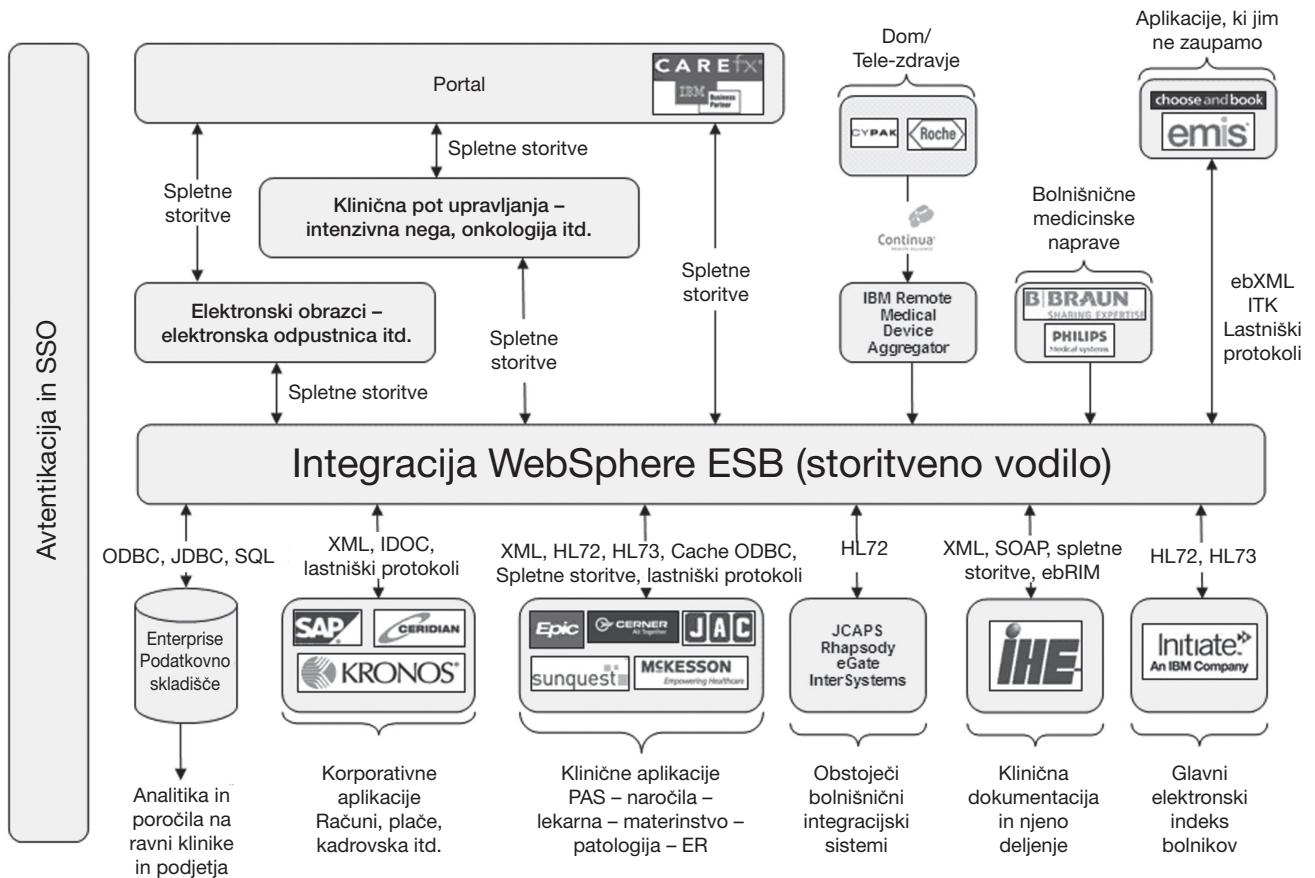 Avtentikacija in SSO
Portal
CAREfx®
IBM
Business
Partner
Dom/
Tele-zdravje
CYPAK
Roche
Aplikacije, ki jim
ne zaupamo
choose and book
emis®
Spletne
storitve
Spletne storitve
Klinična pot upravljanja –
intenzivna nega, onkologija itd.
Spletne
storitve
Continua
HEALTH ALLIANCE
Bolnišnične
medicinske
naprave
B|BRAUN
SHARING EXPERTISE
PHILIPS
Medical systems
ebXML
ITK
Lastniški
protokoli
Elektronski obrazci –
elektronska odpustnica itd.
Spletne
storitve
IBM Remote
Medical
Device
Aggregator
Spletne storitve
Integracija WebSphere ESB (storitveno vodilo)
ODBC, JDBC, SQL
XML, IDOC,
lastniški protokoli
XML, HL72, HL73, Cache ODBC,
Spletne storitve, lastniški protokoli
HL72
XML, SOAP, spletne
storitve, ebRIM
HL72, HL73
Enterprise
Podatkovno
skladišče
SAP
CERIDIAN
KRONOS®
Epic
CERNER
All Together
JAC
sunquest
McKESSON
Empowering Healthcare
JCAPS
Rhapsody
eGate
InterSystems
IHE
Initiate
An IBM Company
Analitika in
poročila na
ravni klinike
in podjetja
Korporativne
aplikacije
Računi, plače,
kadrovska itd.
Klinične aplikacije
PAS – naročila –
lekarna – materinstvo –
patologija – ER
Obstoječi
bolnišnični
integracijski
sistemi
Klinična
dokumentacija
in njeno
deljenje
Glavni
elektronski
indeks
bolnikov